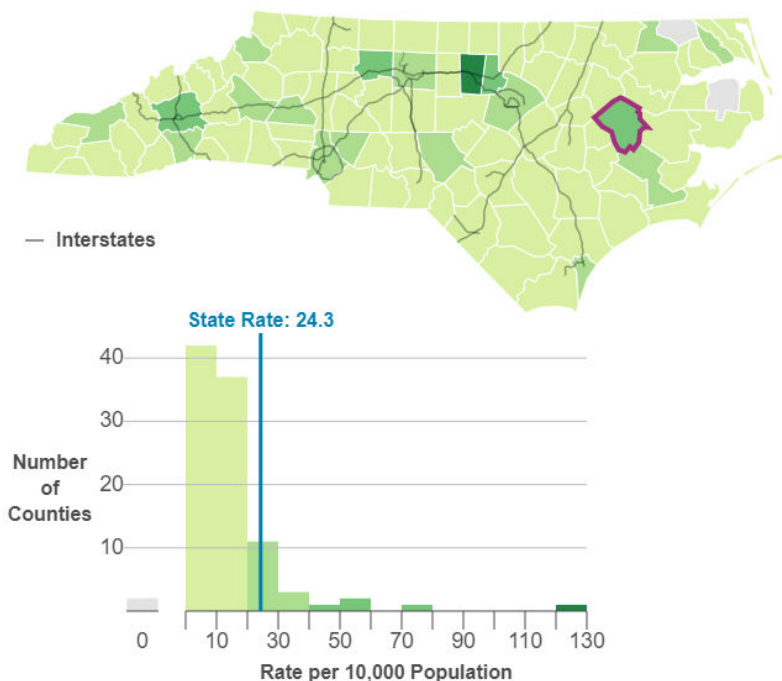 — Interstates
State Rate: 24.3
40
30
20
10
Number
of
Counties
0 10 30 50 70 90 110 130
Rate per 10,000 Population